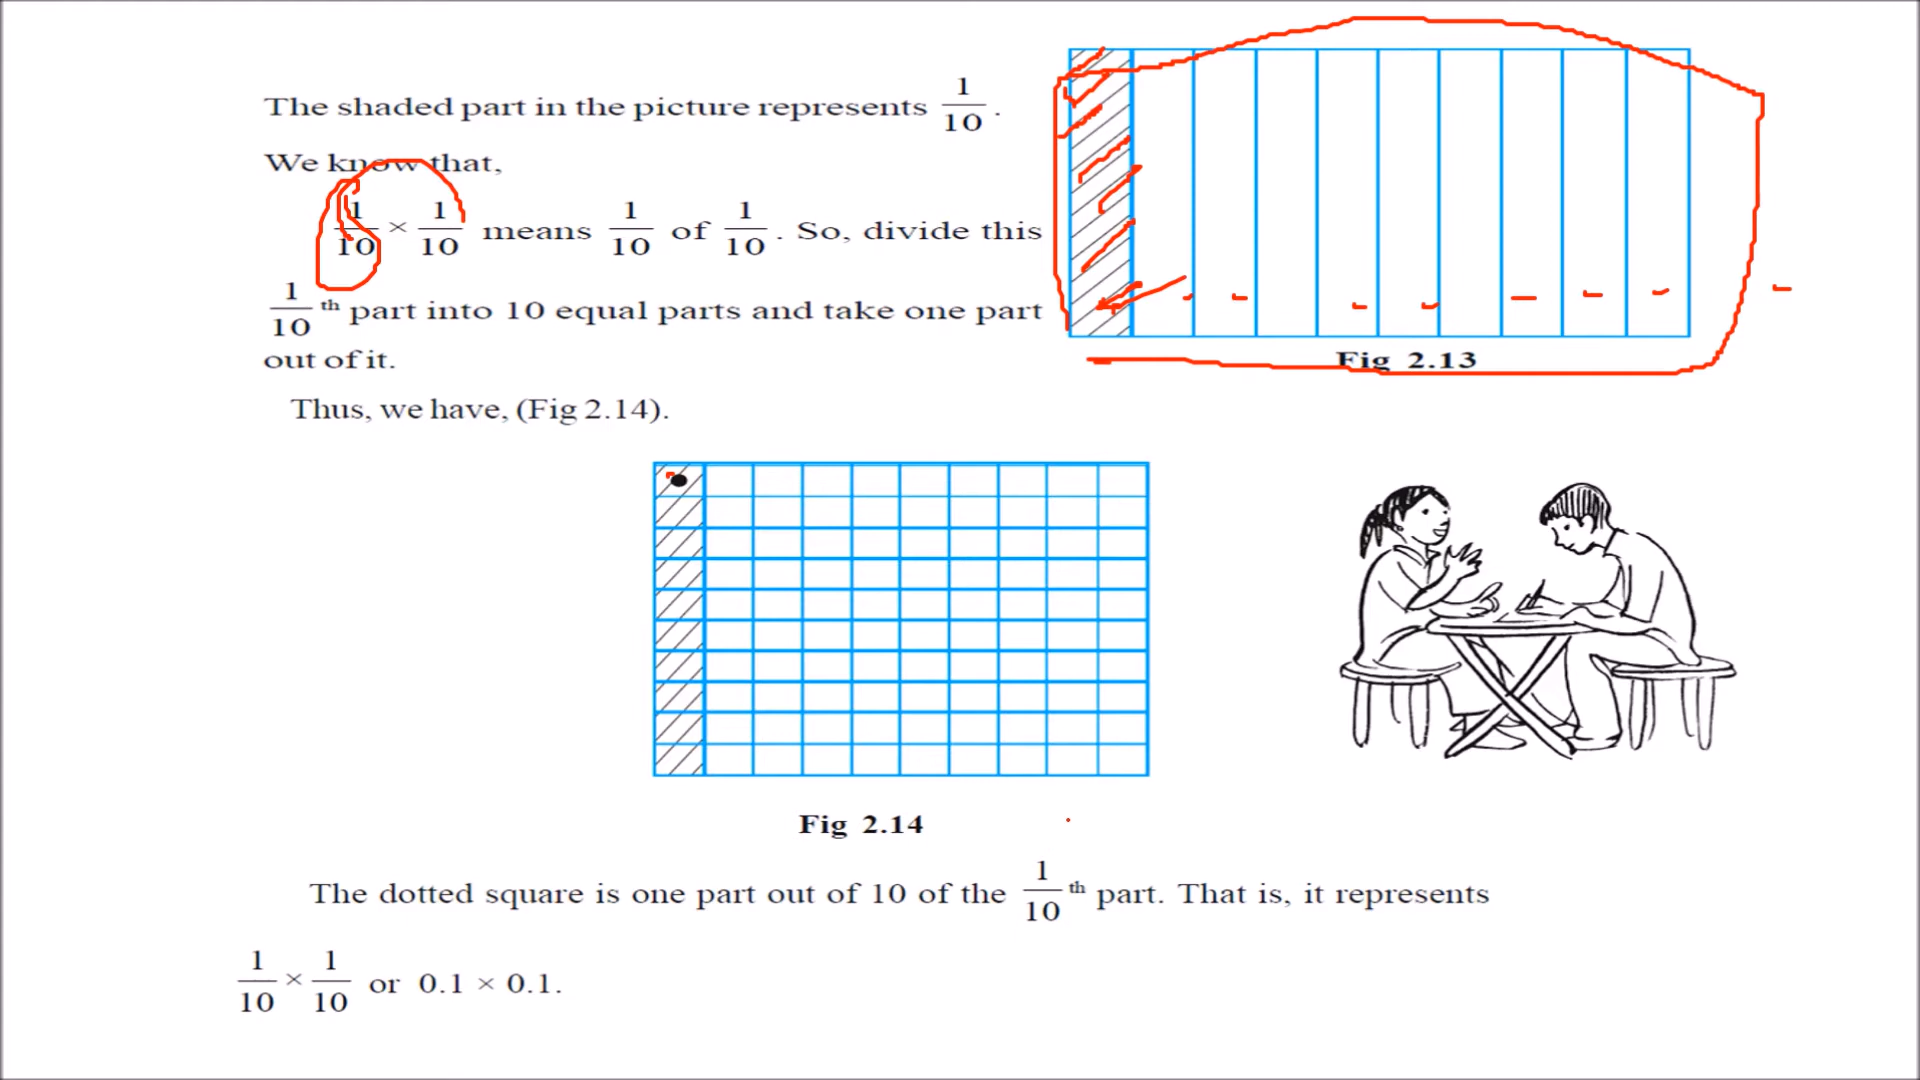 The shaded part in the picture represents 1/10.
We know that,
1/10 × 1/10 means 1/10 of 1/10. So, divide this
1/10 th part into 10 equal parts and take one part
out of it.
Fig 2.13
Thus, we have, (Fig 2.14).
Fig 2.14
The dotted square is one part out of 10 of the 1/10 th part. That is, it represents
1/10 × 1/10 or 0.1 × 0.1.